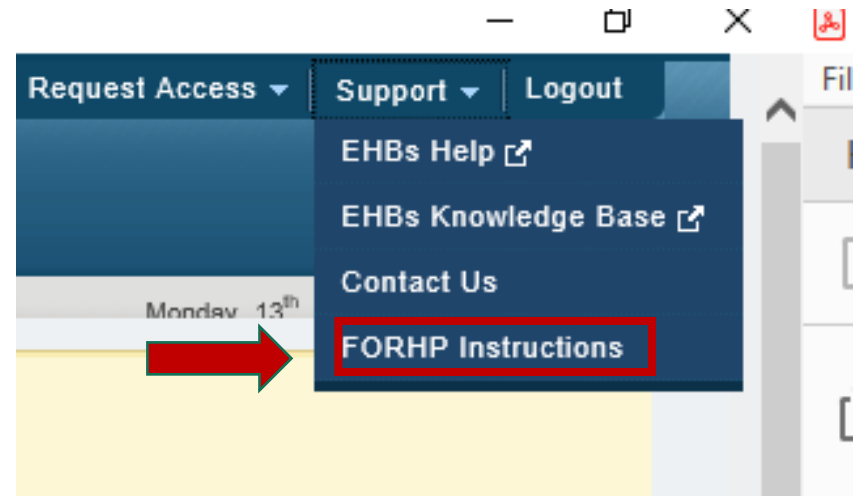 Request Access Support Logout
Fil
EHBs Help
EHBs Knowledge Base
Contact Us
Monday 13th
FORHP Instructions